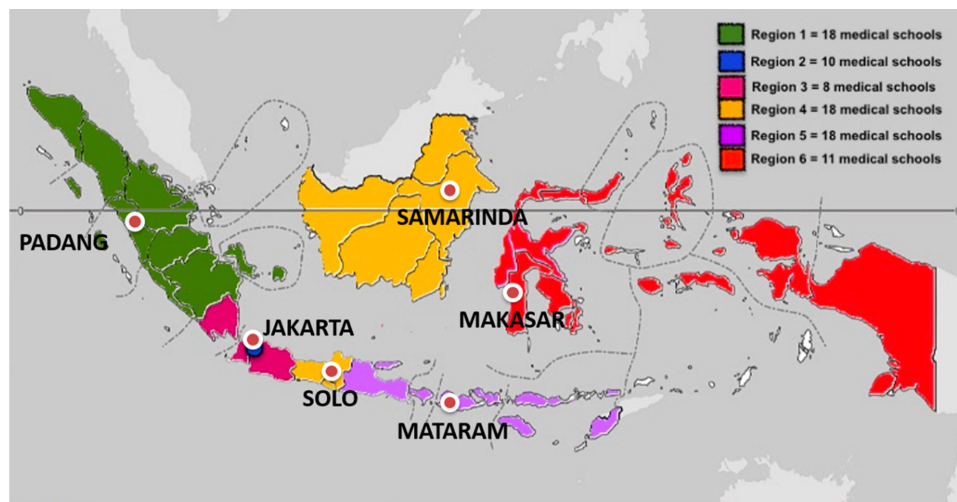 Region 1 = 18 medical schools
Region 2 = 10 medical schools
Region 3 = 8 medical schools
Region 4 = 18 medical schools
Region 5 = 18 medical schools
Region 6 = 11 medical schools
SAMARINDA
PADANG
MAKASAR
JAKARTA
SOLO
MATARAM